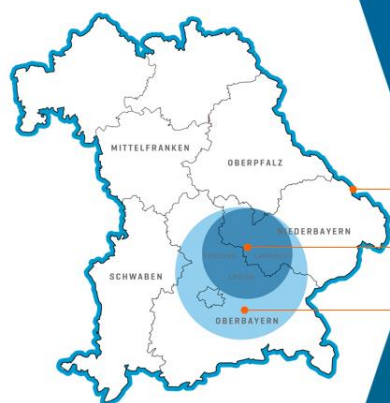 MITTELFRANKEN
OBERPFALZ
NIEDERBAYERN
SCHWABEN
OBERBAYERN